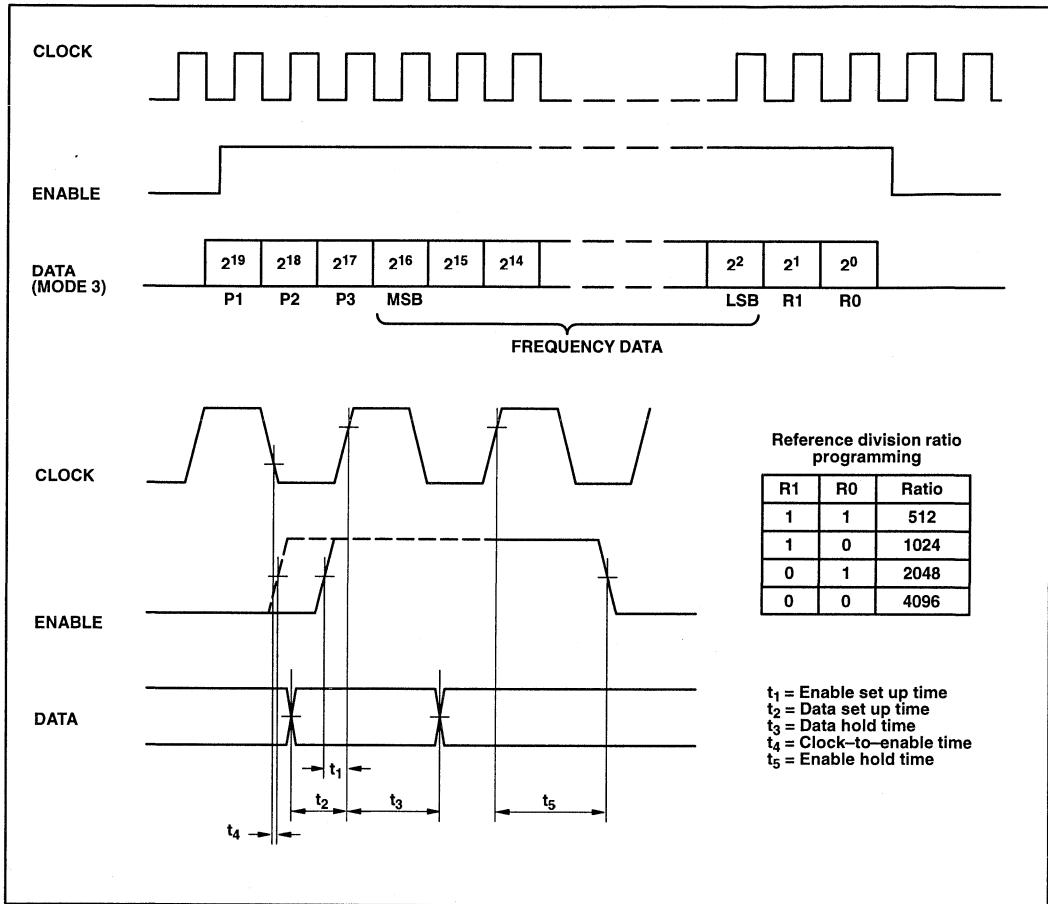 CLOCK
ENABLE
DATA
(MODE 3)
2¹⁹ 2¹⁸ 2¹⁷ 2¹⁶ 2¹⁵ 2¹⁴ 2² 2¹ 2⁰
P1 P2 P3 MSB LSB R1 R0
FREQUENCY DATA
CLOCK
ENABLE
DATA
t₁
t₂ t₃ t₅
t₄
Reference division ratio
programming
R1 R0 Ratio
1 1 512
1 0 1024
0 1 2048
0 0 4096
t₁ = Enable set up time
t₂ = Data set up time
t₃ = Data hold time
t₄ = Clock–to–enable time
t₅ = Enable hold time